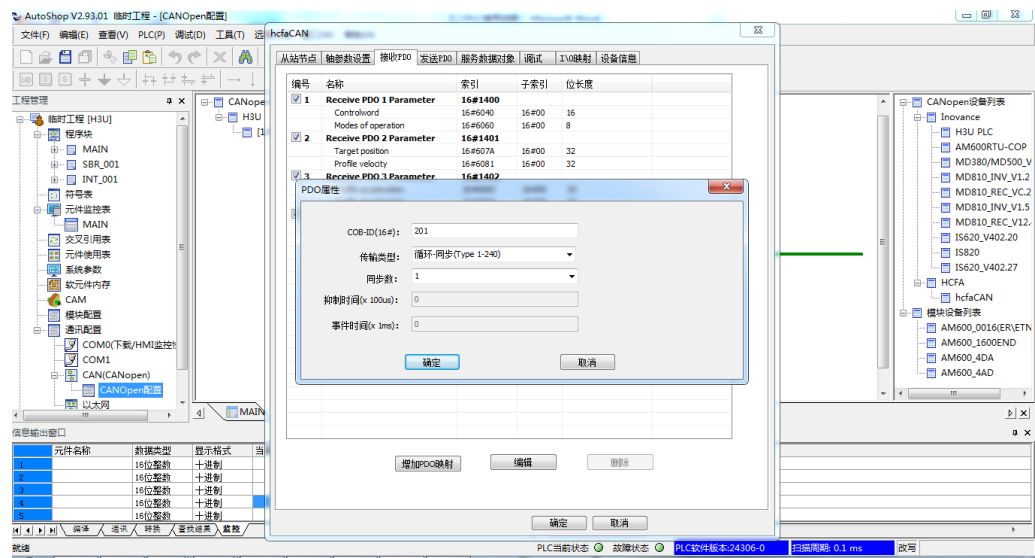 AutoShop V2.93.01 临时工程 - [CANOpen配置]
文件(F) 编辑(E) 查看(V) PLC(P) 调试(D) 工具(T)
工程管理
临时工程 [H3U]
程序块
MAIN
SBR_001
INT_001
符号表
元件监控表
MAIN
交叉引用表
元件使用表
系统参数
软元件内存
CAM
模块配置
通讯配置
COM0(下载/HMI监控
COM1
CAN(CANopen)
CANOpen配置
以太网
CANope
H3U
[1
MAIN
hcfaCAN
从站节点 轴参数设置 接收PDO 发送PDO 服务数据对象 调试 I\O映射 设备信息
编号 名称 索引 子索引 位长度
1 Receive PDO 1 Parameter 16#1400
Controlword 16#6040 16#00 16
Modes of operation 16#6060 16#00 8
2 Receive PDO 2 Parameter 16#1401
Target position 16#607A 16#00 32
Profile velocity 16#6081 16#00 32
3 Receive PDO 3 Parameter 16#1402
PDO属性
COB-ID(16#): 201
传输类型: 循环-同步(Type 1-240)
同步数: 1
抑制时间(x 100us): 0
事件时间(x 1ms): 0
确定 取消
增加PDO映射 编辑 删除
确定 取消
CANopen设备列表
Inovance
H3U PLC
AM600RTU-COP
MD380/MD500_V
MD810_INV_V1.2
MD810_REC_VC.2
MD810_INV_V1.5
MD810_REC_V12.
IS620_V402.20
IS820
IS620_V402.27
HCFA
hcfaCAN
模块设备列表
AM600_0016(ER\ETN
AM600_1600END
AM600_4DA
AM600_4AD
信息输出窗口
元件名称 数据类型 显示格式 当
1 16位整数 十进制
2 16位整数 十进制
3 16位整数 十进制
4 16位整数 十进制
5 16位整数 十进制
编译 通讯 转换 查找结果 监控
就绪
PLC当前状态 故障状态 PLC软件版本:24306-0 扫描周期: 0.1 ms 改写